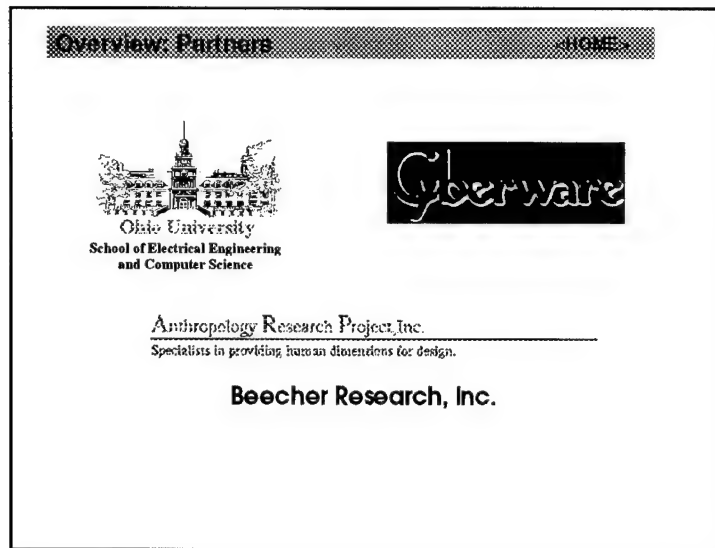 Overview: Partners <HOME>
Ohio University
School of Electrical Engineering
and Computer Science
Cyberware
Anthropology Research Project, Inc.
Specialists in providing human dimensions for design.
Beecher Research, Inc.